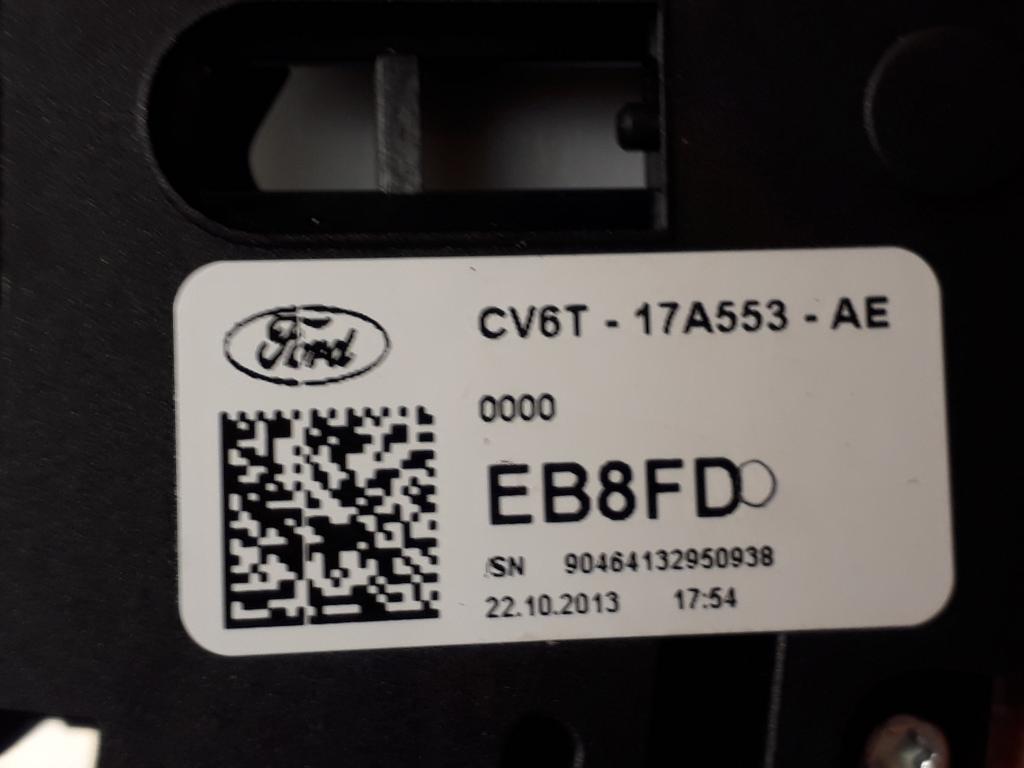 Ford
CV6T - 17A553 - AE
0000
EB8FD
SN 90464132950938
22.10.2013 17:54